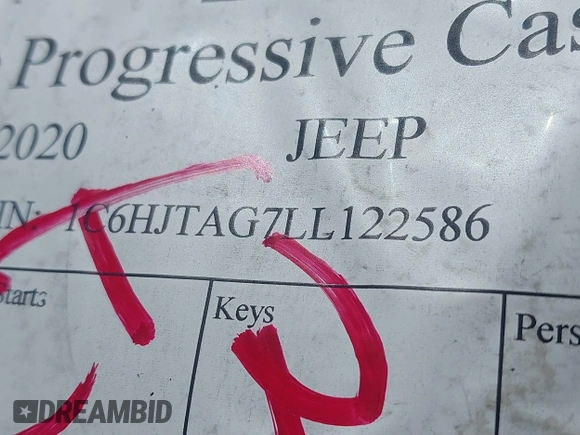 Progressive Cas
2020 JEEP
IN: 1C6HJTAG7LL122586
Starts Keys Pers
DREAMBID